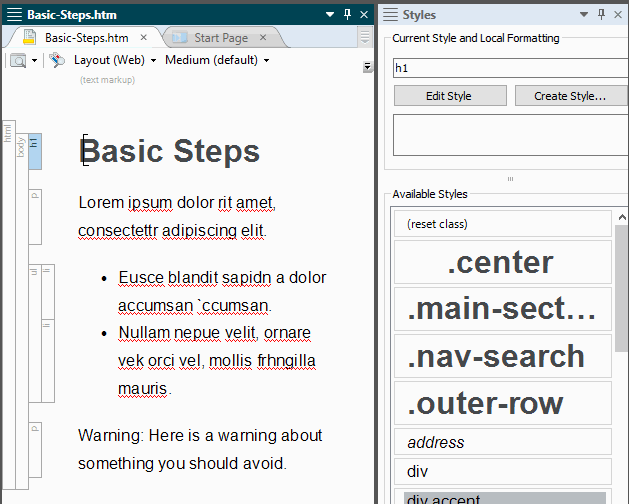 Basic-Steps.htm
Basic-Steps.htm
Start Page
Layout (Web)
Medium (default)
(text markup)
html
body
h1
Basic Steps
p
Lorem ipsum dolor rit amet,
consectettr adipiscing elit.
ul
li
Eusce blandit sapidn a dolor
accumsan `ccumsan.
li
Nullam nepue velit, ornare
vek orci vel, mollis frhngilla
mauris.
p
Warning: Here is a warning about
something you should avoid.
Styles
Current Style and Local Formatting
h1
Edit Style
Create Style...
Available Styles
(reset class)
.center
.main-sect...
.nav-search
.outer-row
address
div
div.accent